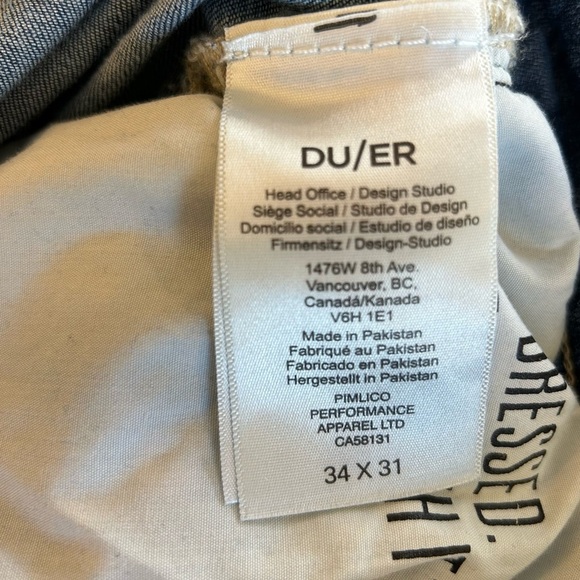 DU/ER
Head Office / Design Studio
Siège Social / Studio de Design
Domicilio social / Estudio de diseño
Firmensitz / Design-Studio
1476W 8th Ave.
Vancouver, BC,
Canadá/Kanada
V6H 1E1
Made in Pakistan
Fabriqué au Pakistan
Fabricado en Pakistan
Hergestellt in Pakistan
PIMLICO
PERFORMANCE
APPAREL LTD
CA58131
34 X 31
DRESSED.